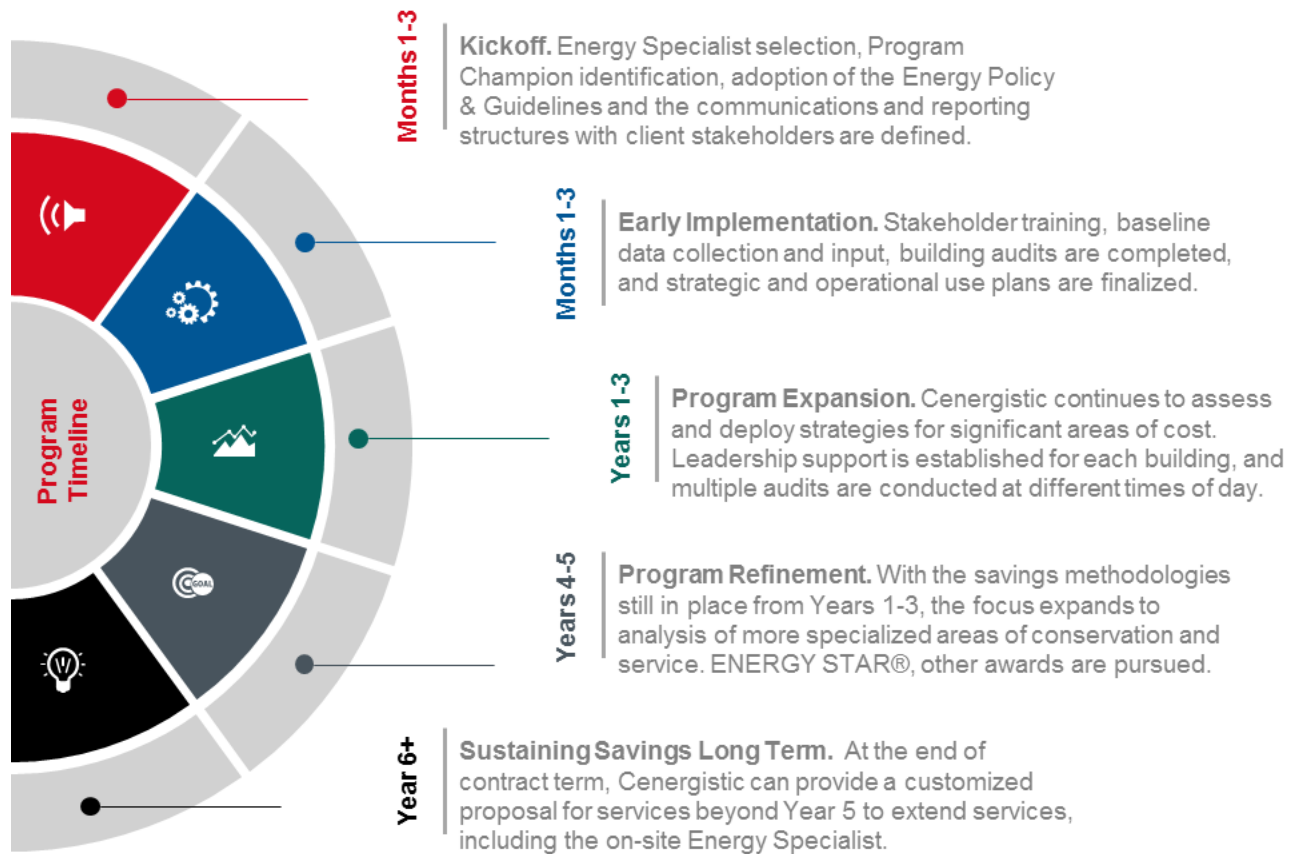 Program
Timeline
GOAL
Months 1-3
Kickoff. Energy Specialist selection, Program
Champion identification, adoption of the Energy Policy
& Guidelines and the communications and reporting
structures with client stakeholders are defined.
Months 1-3
Early Implementation. Stakeholder training, baseline
data collection and input, building audits are completed,
and strategic and operational use plans are finalized.
Years 1-3
Program Expansion. Cenergistic continues to assess
and deploy strategies for significant areas of cost.
Leadership support is established for each building, and
multiple audits are conducted at different times of day.
Years 4-5
Program Refinement. With the savings methodologies
still in place from Years 1-3, the focus expands to
analysis of more specialized areas of conservation and
service. ENERGY STAR®, other awards are pursued.
Year 6+
Sustaining Savings Long Term. At the end of
contract term, Cenergistic can provide a customized
proposal for services beyond Year 5 to extend services,
including the on-site Energy Specialist.